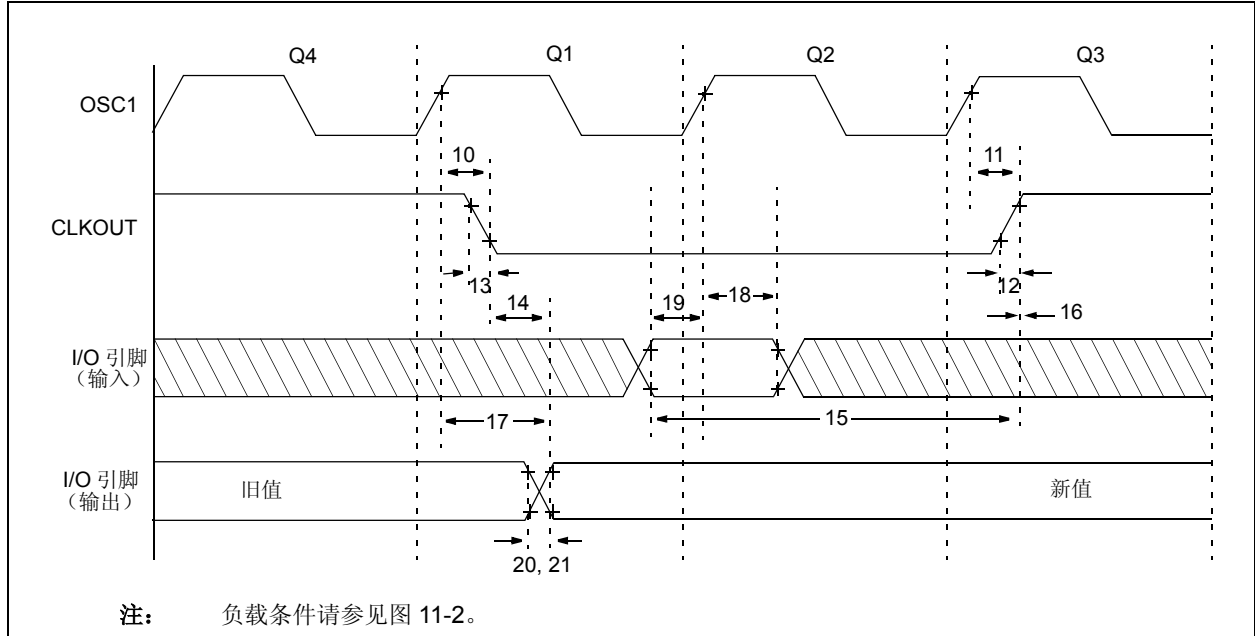 Q4 Q1 Q2 Q3
OSC1
10 11
CLKOUT
13 14 19 18 12 16
I/O 引脚
（输入）
17 15
I/O 引脚
（输出）
旧值 新值
20, 21
注： 负载条件请参见图 11-2。